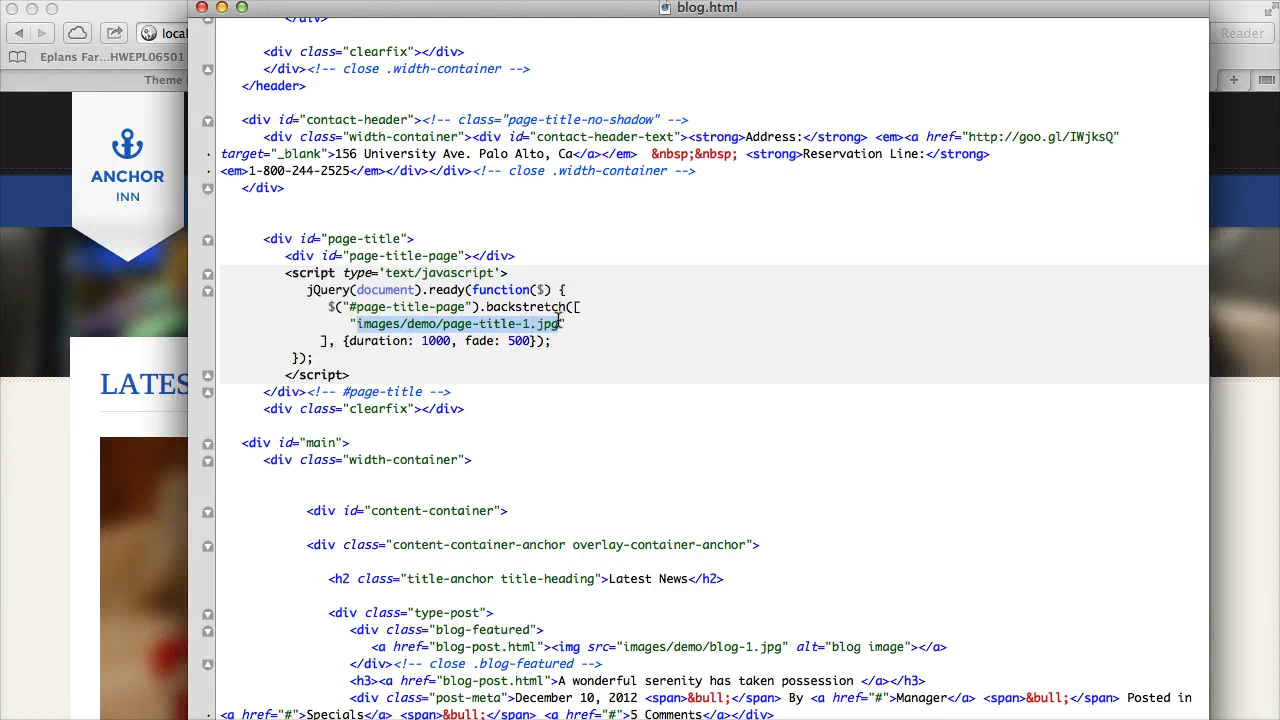 blog.html
local
Reader
Eplans Far...HWEPL06501
Theme
ANCHOR
INN
LATES
</div>
<div class="clearfix"></div>
</div><!-- close .width-container -->
</header>
<div id="contact-header"><!-- class="page-title-no-shadow" -->
<div class="width-container"><div id="contact-header-text"><strong>Address:</strong> <em><a href="http://goo.gl/IWjksQ"
target="_blank">156 University Ave. Palo Alto, Ca</a></em>  &nbsp;&nbsp; <strong>Reservation Line:</strong>
<em>1-800-244-2525</em></div></div><!-- close .width-container -->
</div>
<div id="page-title">
<div id="page-title-page"></div>
<script type='text/javascript'>
jQuery(document).ready(function($) {
$("#page-title-page").backstretch([
"images/demo/page-title-1.jpg"
], {duration: 1000, fade: 500});
});
</script>
</div><!-- #page-title -->
<div class="clearfix"></div>
<div id="main">
<div class="width-container">
<div id="content-container">
<div class="content-container-anchor overlay-container-anchor">
<h2 class="title-anchor title-heading">Latest News</h2>
<div class="type-post">
<div class="blog-featured">
<a href="blog-post.html"><img src="images/demo/blog-1.jpg" alt="blog image"></a>
</div><!-- close .blog-featured -->
<h3><a href="blog-post.html">A wonderful serenity has taken possession </a></h3>
<div class="post-meta">December 10, 2012 <span>&bull;</span> By <a href="#">Manager</a> <span>&bull;</span> Posted in
<a href="#">Specials</a> <span>&bull;</span> <a href="#">5 Comments</a></div>